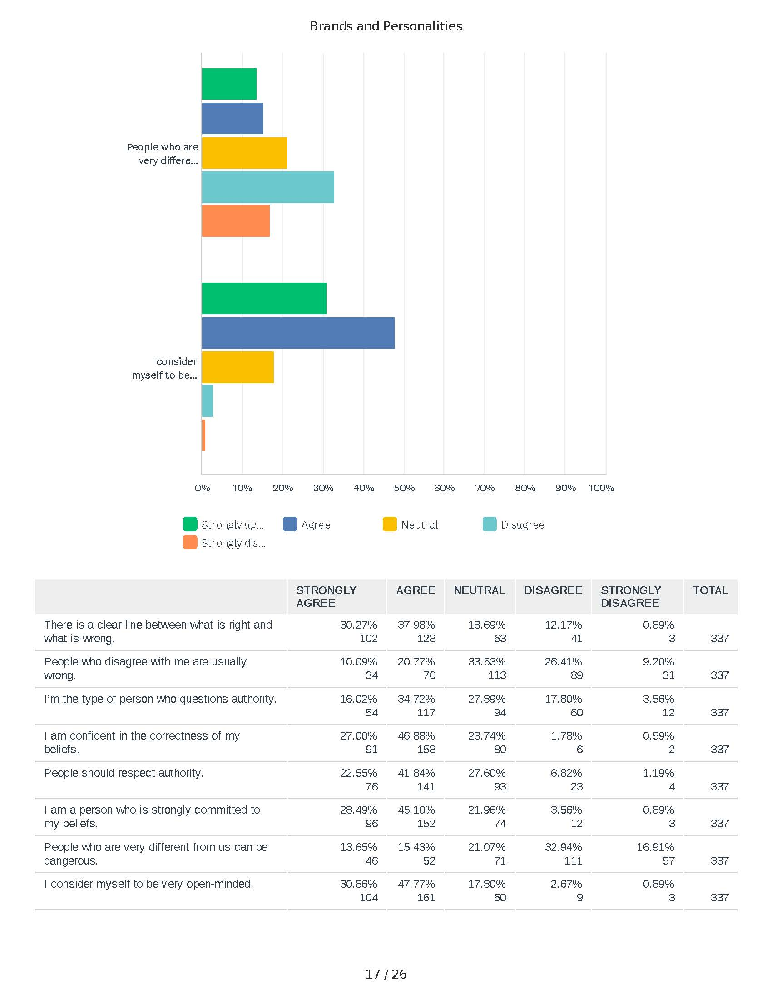 Brands and Personalities
People who are
very differe...
I consider
myself to be...
0% 10% 20% 30% 40% 50% 60% 70% 80% 90% 100%
Strongly ag... Agree Neutral Disagree
Strongly dis...
STRONGLY AGREE NEUTRAL DISAGREE STRONGLY TOTAL
AGREE DISAGREE
There is a clear line between what is right and 30.27% 37.98% 18.69% 12.17% 0.89%
what is wrong. 102 128 63 41 3 337
People who disagree with me are usually 10.09% 20.77% 33.53% 26.41% 9.20%
wrong. 34 70 113 89 31 337
I’m the type of person who questions authority. 16.02% 34.72% 27.89% 17.80% 3.56%
54 117 94 60 12 337
I am confident in the correctness of my 27.00% 46.88% 23.74% 1.78% 0.59%
beliefs. 91 158 80 6 2 337
People should respect authority. 22.55% 41.84% 27.60% 6.82% 1.19%
76 141 93 23 4 337
I am a person who is strongly committed to 28.49% 45.10% 21.96% 3.56% 0.89%
my beliefs. 96 152 74 12 3 337
People who are very different from us can be 13.65% 15.43% 21.07% 32.94% 16.91%
dangerous. 46 52 71 111 57 337
I consider myself to be very open-minded. 30.86% 47.77% 17.80% 2.67% 0.89%
104 161 60 9 3 337
17 / 26